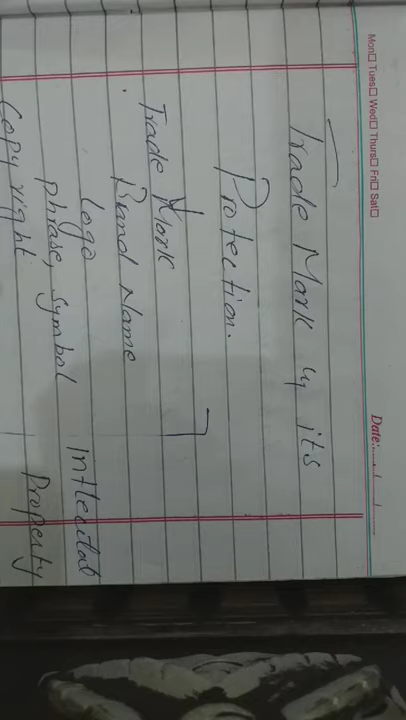 Mon□ Tues□ Wed□ Thurs□ Fri□ Sat□
Date:....../....../......
Trade Mark & its
Protection.
Trade Mark
Brand Name
Logo
phrase, symbol
Intlecitab
Property
Copy right